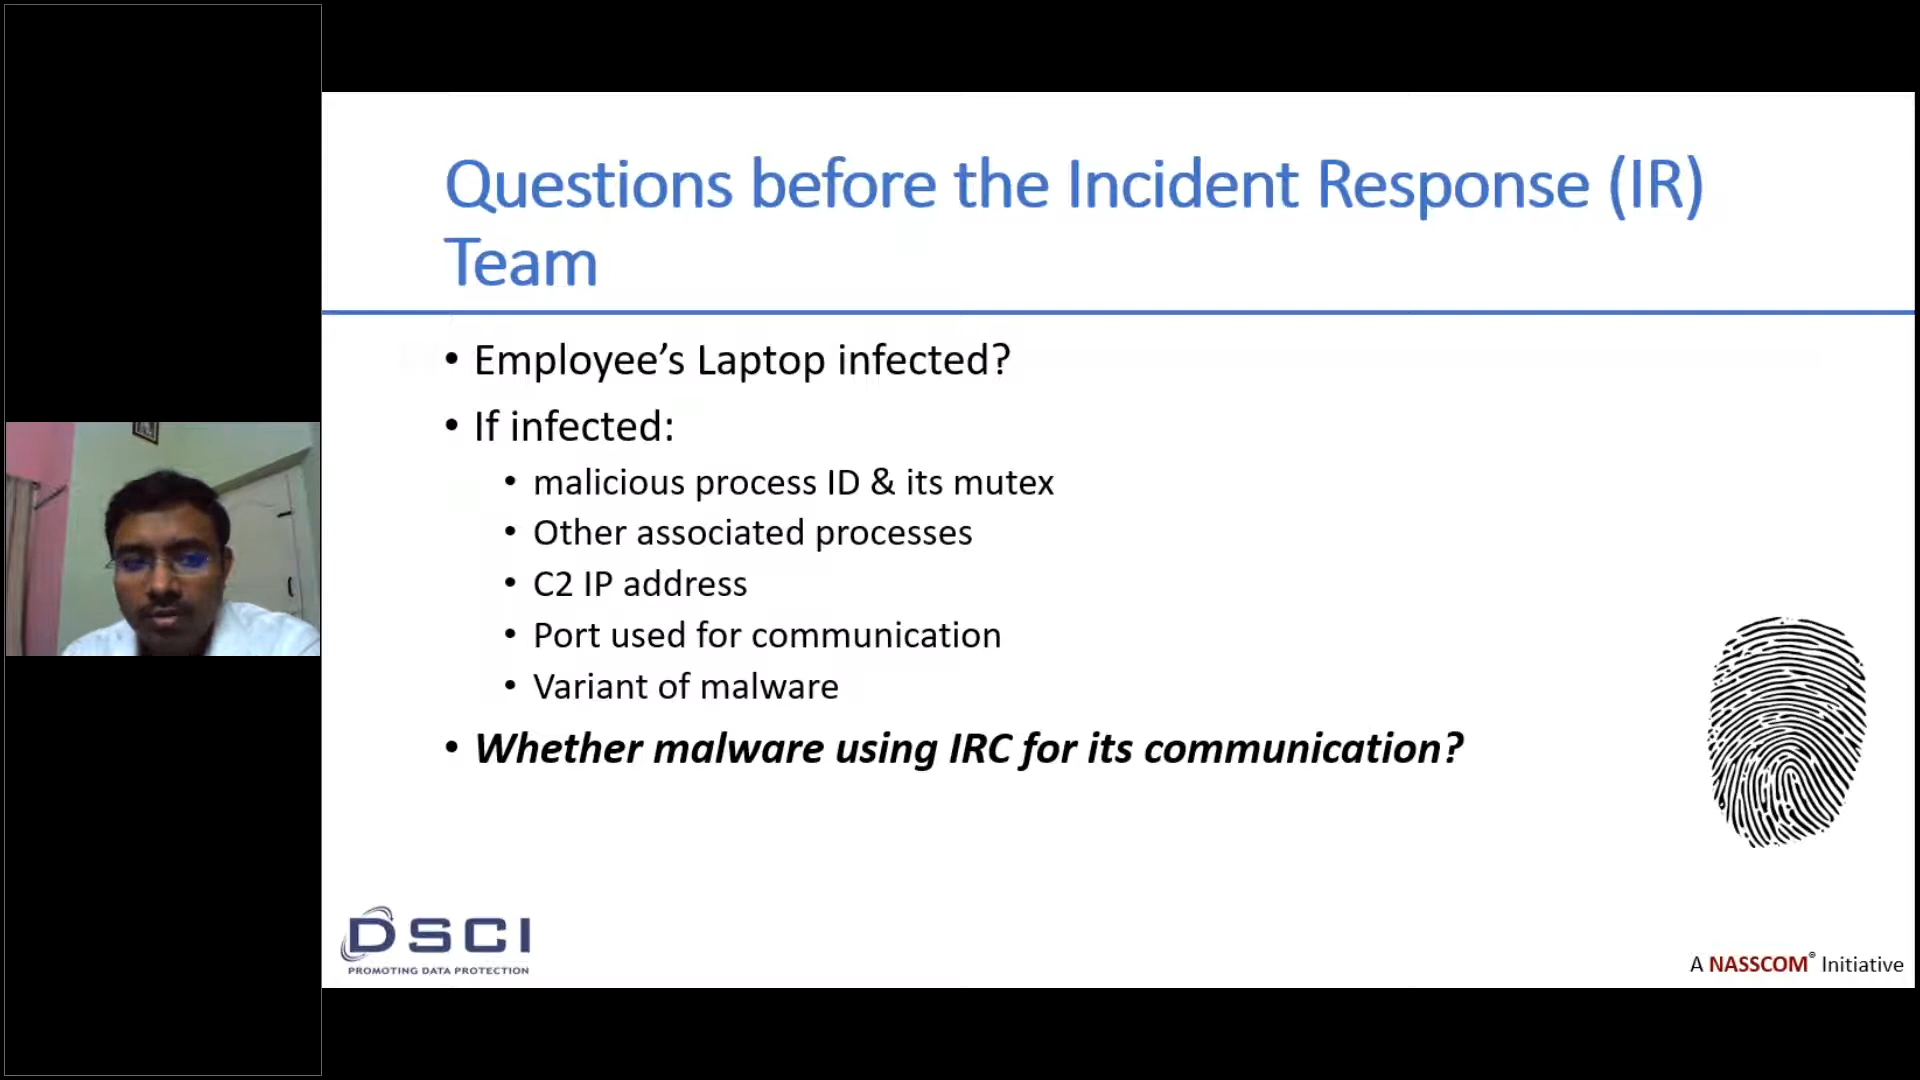 Questions before the Incident Response (IR)
Team
• Employee’s Laptop infected?
• If infected:
• malicious process ID & its mutex
• Other associated processes
• C2 IP address
• Port used for communication
• Variant of malware
• Whether malware using IRC for its communication?
DSCI
PROMOTING DATA PROTECTION
A NASSCOM® Initiative